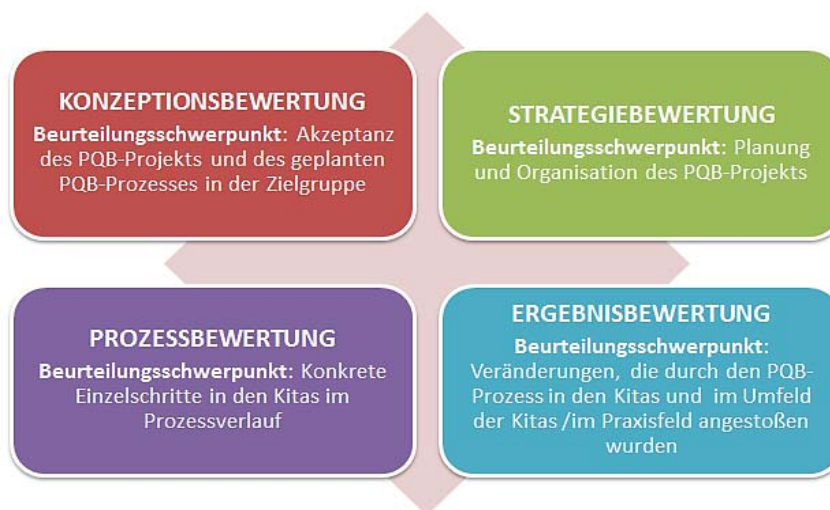 KONZEPTIONSBEWERTUNG
Beurteilungsschwerpunkt: Akzeptanz
des PQB-Projekts und des geplanten
PQB-Prozesses in der Zielgruppe
STRATEGIEBEWERTUNG
Beurteilungsschwerpunkt: Planung
und Organisation des PQB-Projekts
PROZESSBEWERTUNG
Beurteilungsschwerpunkt: Konkrete
Einzelschritte in den Kitas im
Prozessverlauf
ERGEBNISBEWERTUNG
Beurteilungsschwerpunkt:
Veränderungen, die durch den PQB-
Prozess in den Kitas und im Umfeld
der Kitas /im Praxisfeld angestoßen
wurden